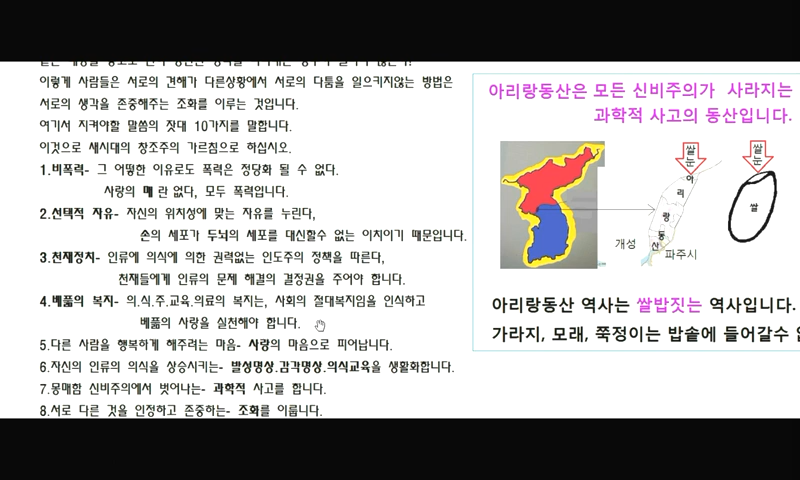 이렇게 사람들은 서로의 견해가 다른상황에서 서로의 다툼을 일으키지않는 방법은
서로의 생각을 존중해주는 조화를 이루는 것입니다.
여기서 지켜야할 말씀의 잣대 10가지를 말합니다.
이것으로 새시대의 창조주의 가르침으로 하십시오.
1.비폭력- 그 어떻한 이유로도 폭력은 정당화 될 수 없다.
사랑의 매 란 없다, 모두 폭력입니다.
2.선택적 자유- 자신의 위치성에 맞는 자유를 누린다,
손의 세포가 두뇌의 세포를 대신할수 없는 이치이기 때문입니다.
3.천재정치- 인류에 의식에 의한 권력없는 인도주의 정책을 따른다,
천재들에게 인류의 문제 해결의 결정권을 주어야 합니다.
4.베품의 복지- 의.식.주.교육.의료의 복지는, 사회의 절대복지임을 인식하고
베품의 사랑을 실천해야 합니다.
5.다른 사람을 행복하게 해주려는 마음- 사랑의 마음으로 피어납니다.
6.자신의 인류의 의식을 상승시키는- 발성명상.감각명상.의식교육을 생활화합니다.
7.몽매함 신비주의에서 벗어나는- 과학적 사고를 합니다.
8.서로 다른 것을 인정하고 존중하는- 조화를 이룹니다.
아리랑동산은 모든 신비주의가 사라지는
과학적 사고의 동산입니다.
쌀눈
쌀눈
아리랑동산
쌀
개성
파주시
아리랑동산 역사는 쌀밥짓는 역사입니다.
가라지, 모래, 쭉정이는 밥솥에 들어갈수